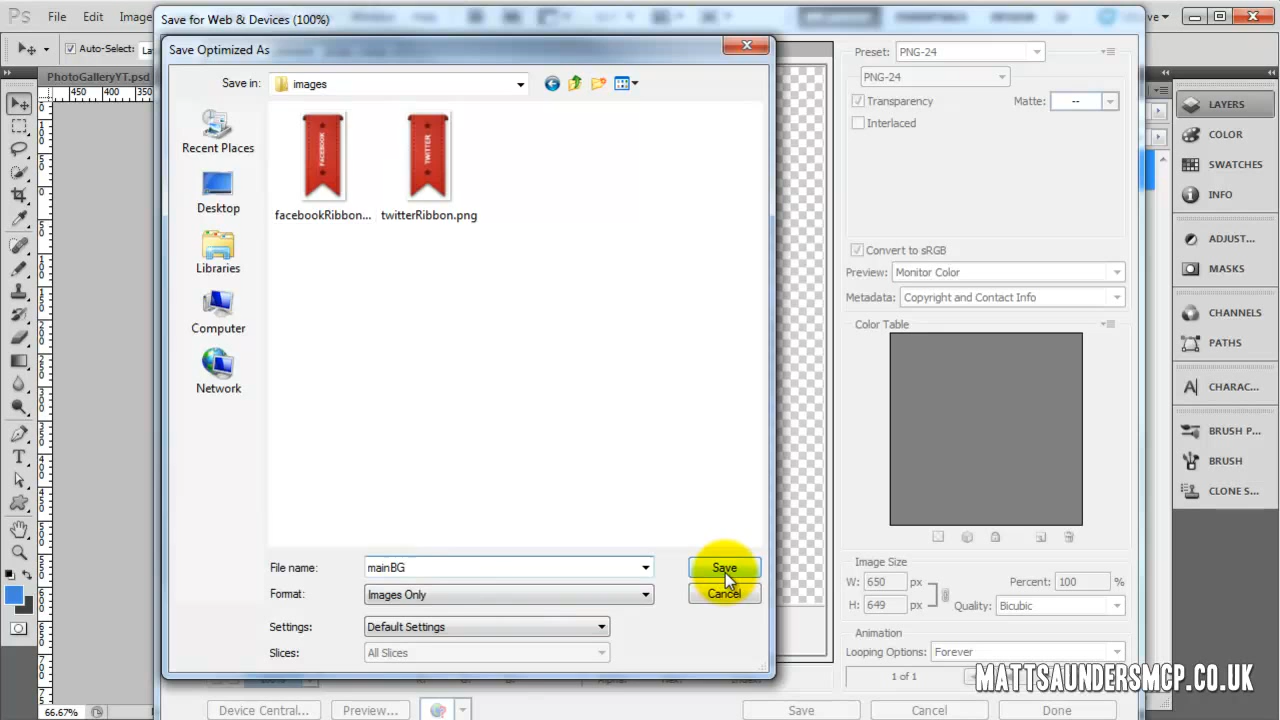 Ps File Edit Image
Save for Web & Devices (100%)
Auto-Select: La
Save Optimized As
PhotoGalleryYT.psd
450 400 350
Save in: images
Recent Places
Desktop
Libraries
Computer
Network
FACEBOOK
TWITTER
facebookRibbon...
twitterRibbon.png
File name: mainBG
Save
Format: Images Only
Cancel
Settings: Default Settings
Slices: All Slices
Preset: PNG-24
PNG-24
Transparency Matte: --
Interlaced
Convert to sRGB
Preview: Monitor Color
Metadata: Copyright and Contact Info
Color Table
Image Size
W: 650 px Percent: 100 %
H: 649 px Quality: Bicubic
Animation
Looping Options: Forever
1 of 1
Device Central... Preview... Save Cancel Done
LAYERS
COLOR
SWATCHES
INFO
ADJUST...
MASKS
CHANNELS
PATHS
CHARAC...
BRUSH P...
BRUSH
CLONE S...
66.67%
MATTSAUNDERSMCP.CO.UK